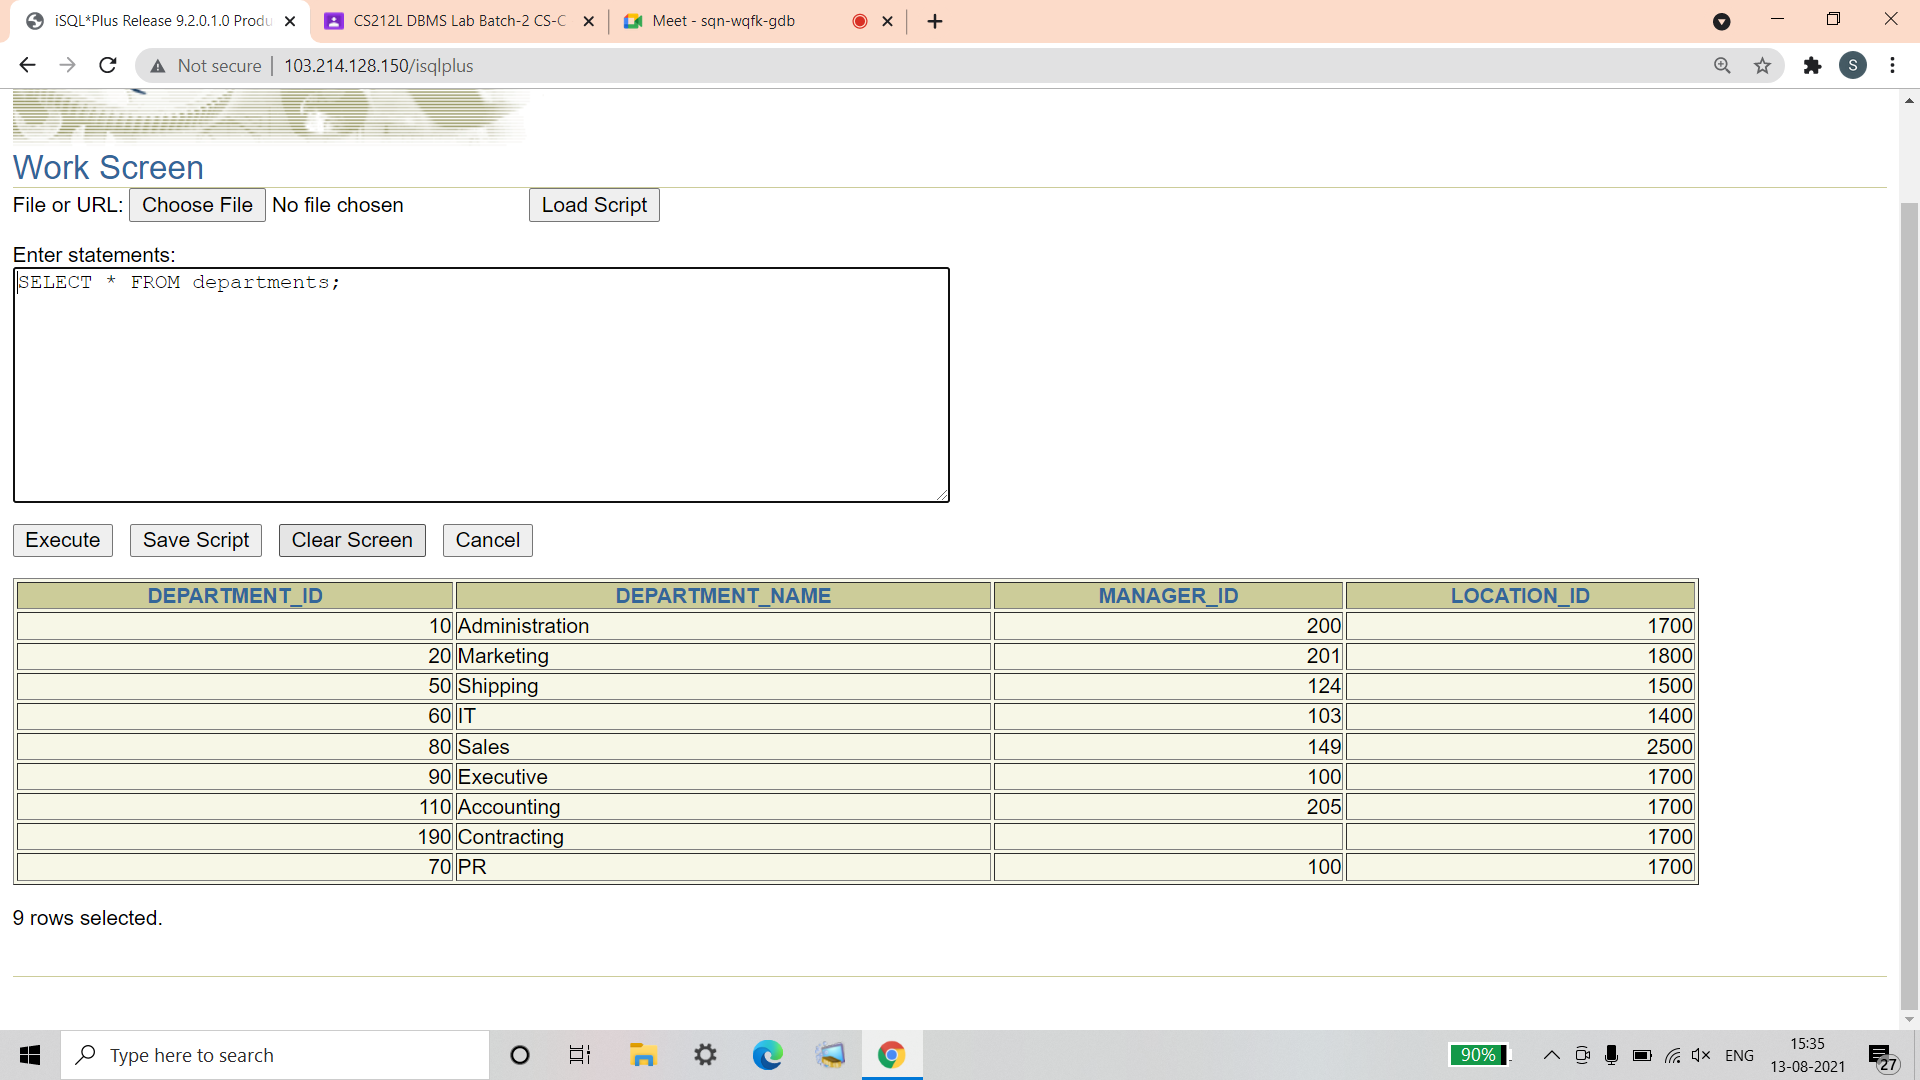 iSQL*Plus Release 9.2.0.1.0 Produ
CS212L DBMS Lab Batch-2 CS-C
Meet - sqn-wqfk-gdb
Not secure
103.214.128.150/isqlplus
S
Work Screen
File or URL: Choose File No file chosen Load Script
Enter statements:
SELECT * FROM departments;
Execute Save Script Clear Screen Cancel
DEPARTMENT_ID DEPARTMENT_NAME MANAGER_ID LOCATION_ID
10 Administration 200 1700
20 Marketing 201 1800
50 Shipping 124 1500
60 IT 103 1400
80 Sales 149 2500
90 Executive 100 1700
110 Accounting 205 1700
190 Contracting 1700
70 PR 100 1700
9 rows selected.
Type here to search
90%
ENG
15:35
13-08-2021
27